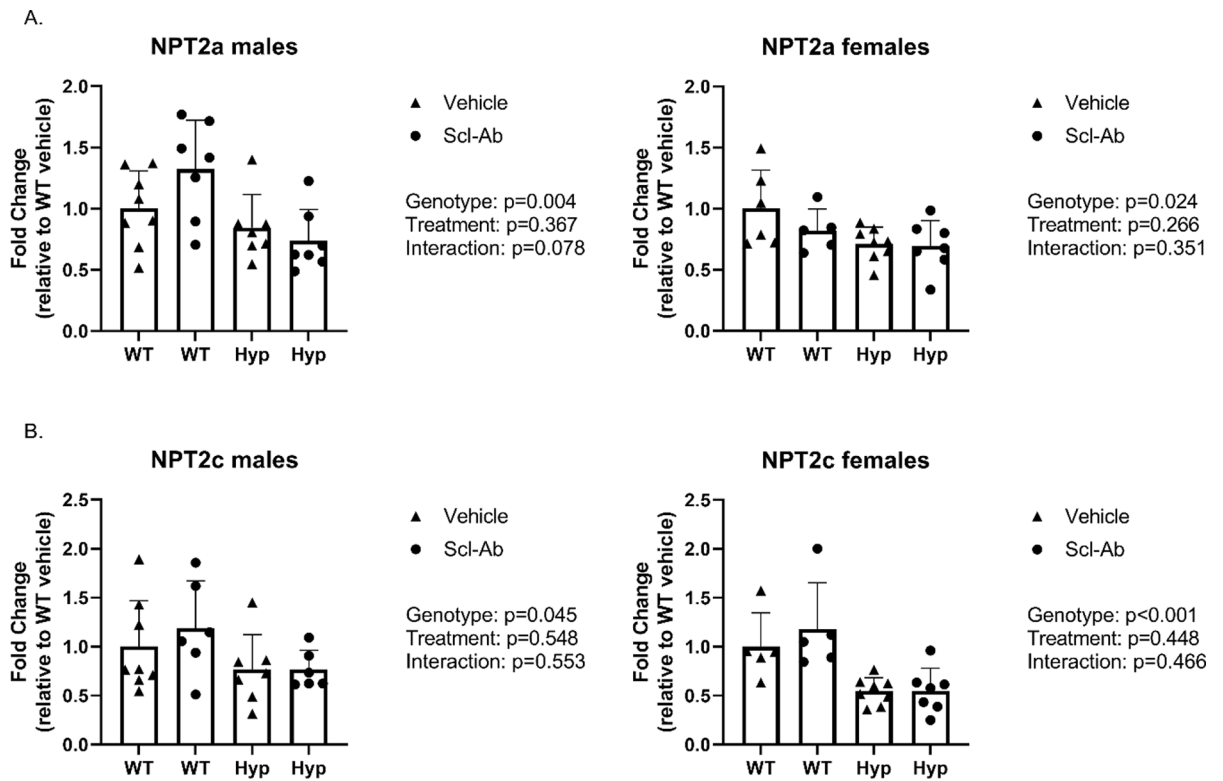 A.
NPT2a males
Fold Change
(relative to WT vehicle)
2.0
1.5
1.0
0.5
0.0
WT WT Hyp Hyp
Vehicle
Scl-Ab
Genotype: p=0.004
Treatment: p=0.367
Interaction: p=0.078
NPT2a females
Fold Change
(relative to WT vehicle)
2.0
1.5
1.0
0.5
0.0
WT WT Hyp Hyp
Vehicle
Scl-Ab
Genotype: p=0.024
Treatment: p=0.266
Interaction: p=0.351
B.
NPT2c males
Fold Change
(relative to WT vehicle)
2.5
2.0
1.5
1.0
0.5
0.0
WT WT Hyp Hyp
Vehicle
Scl-Ab
Genotype: p=0.045
Treatment: p=0.548
Interaction: p=0.553
NPT2c females
Fold Change
(relative to WT vehicle)
2.5
2.0
1.5
1.0
0.5
0.0
WT WT Hyp Hyp
Vehicle
Scl-Ab
Genotype: p<0.001
Treatment: p=0.448
Interaction: p=0.466